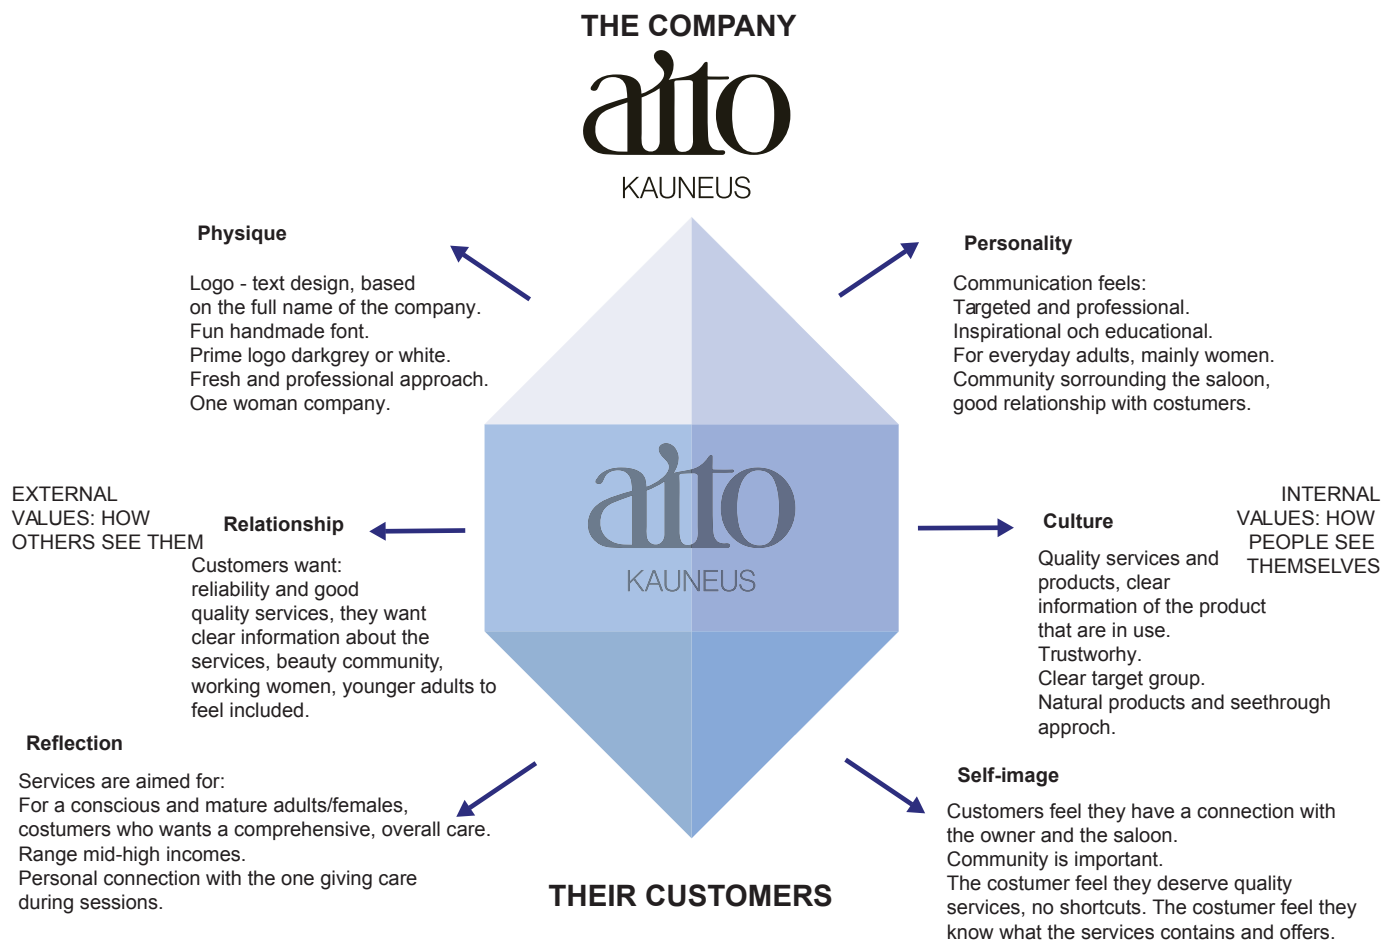 THE COMPANY
aito
KAUNEUS
Physique
Logo - text design, based
on the full name of the company.
Fun handmade font.
Prime logo darkgrey or white.
Fresh and professional approach.
One woman company.
Personality
Communication feels:
Targeted and professional.
Inspirational och educational.
For everyday adults, mainly women.
Community sorrounding the saloon,
good relationship with costumers.
EXTERNAL
VALUES: HOW
OTHERS SEE THEM
Relationship
Customers want:
reliability and good
quality services, they want
clear information about the
services, beauty community,
working women, younger adults to
feel included.
aito
KAUNEUS
Culture
Quality services and
products, clear
information of the product
that are in use.
Trustworhy.
Clear target group.
Natural products and seethrough
approch.
INTERNAL
VALUES: HOW
PEOPLE SEE
THEMSELVES
Reflection
Services are aimed for:
For a conscious and mature adults/females,
costumers who wants a comprehensive, overall care.
Range mid-high incomes.
Personal connection with the one giving care
during sessions.
Self-image
Customers feel they have a connection with
the owner and the saloon.
Community is important.
The costumer feel they deserve quality
services, no shortcuts. The costumer feel they
know what the services contains and offers.
THEIR CUSTOMERS